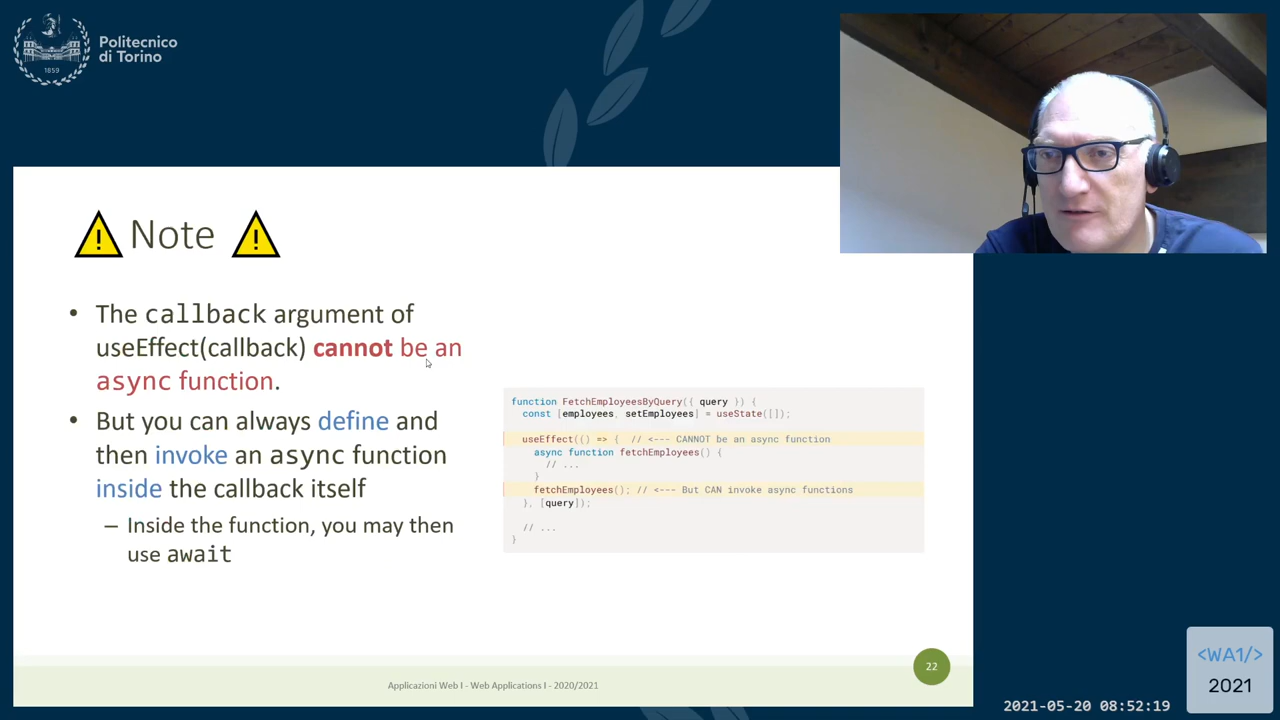 Politecnico
di Torino
1859
Note
• The callback argument of
useEffect(callback) cannot be an
async function.
• But you can always define and
then invoke an async function
inside the callback itself
– Inside the function, you may then
use await
function FetchEmployeesByQuery({ query }) {
const [employees, setEmployees] = useState([]);
useEffect(() => { // <--- CANNOT be an async function
async function fetchEmployees() {
// ...
}
fetchEmployees(); // <--- But CAN invoke async functions
}, [query]);
// ...
}
Applicazioni Web I - Web Applications I - 2020/2021
22
<WA1/>
2021
2021-05-20 08:52:19